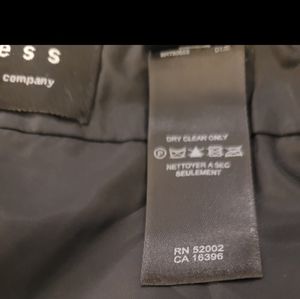 ess
company
DRY CLEAN ONLY
NETTOYER A SEC
SEULEMENT
RN 52002
CA 16396